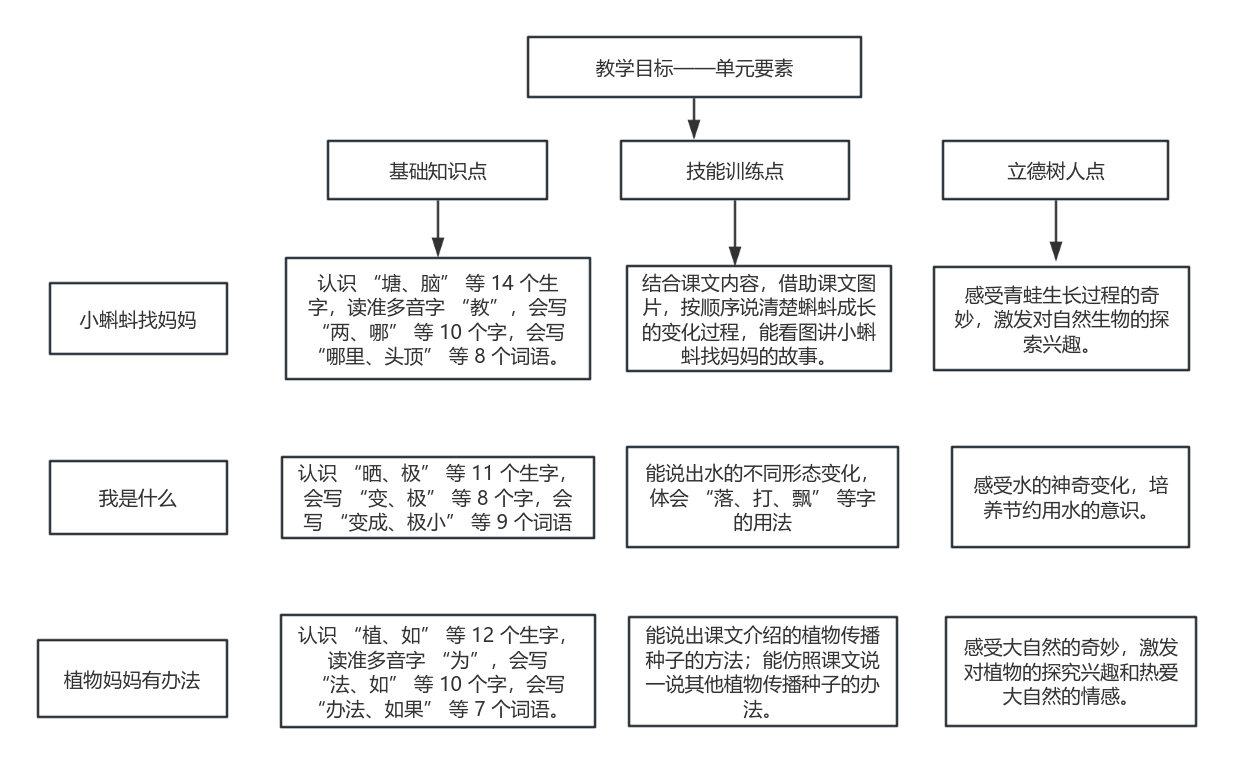 教学目标——单元要素
基础知识点
技能训练点
立德树人点
小蝌蚪找妈妈
认识 “塘、脑” 等 14 个生
字，读准多音字 “教”，会写
“两、哪” 等 10 个字，会写
“哪里、头顶” 等 8 个词语。
结合课文内容，借助课文图
片，按顺序说清楚蝌蚪成长
的变化过程，能看图讲小蝌
蚪找妈妈的故事。
感受青蛙生长过程的奇
妙，激发对自然生物的探
索兴趣。
我是什么
认识 “晒、极” 等 11 个生字，
会写 “变、极” 等 8 个字，会
写 “变成、极小” 等 9 个词语
能说出水的不同形态变化，
体会 “落、打、飘” 等字
的用法
感受水的神奇变化，培
养节约用水的意识。
植物妈妈有办法
认识 “植、如” 等 12 个生字，
读准多音字 “为”，会写
“法、如” 等 10 个字，会写
“办法、如果” 等 7 个词语。
能说出课文介绍的植物传播
种子的方法；能仿照课文说
一说其他植物传播种子的办
法。
感受大自然的奇妙，激发
对植物的探究兴趣和热爱
大自然的情感。